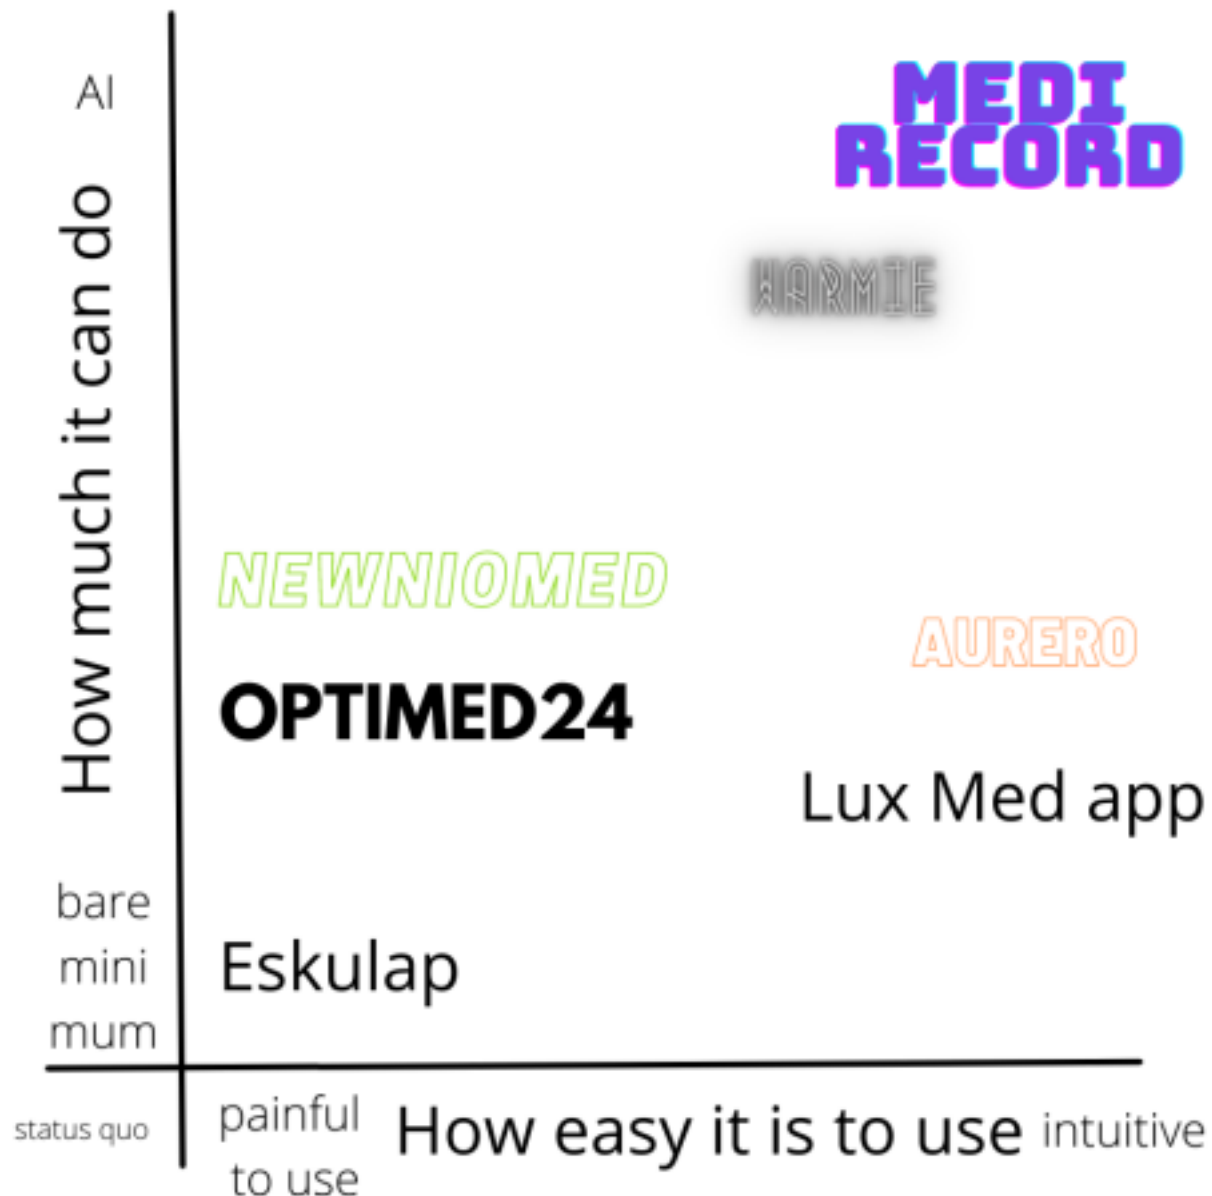 AI
How much it can do
bare
mini
mum
MEDI
RECORD
WARMIE
NEWNIOMED
AURERO
OPTIMED24
Lux Med app
Eskulap
status quo
painful
to use
How easy it is to use
intuitive